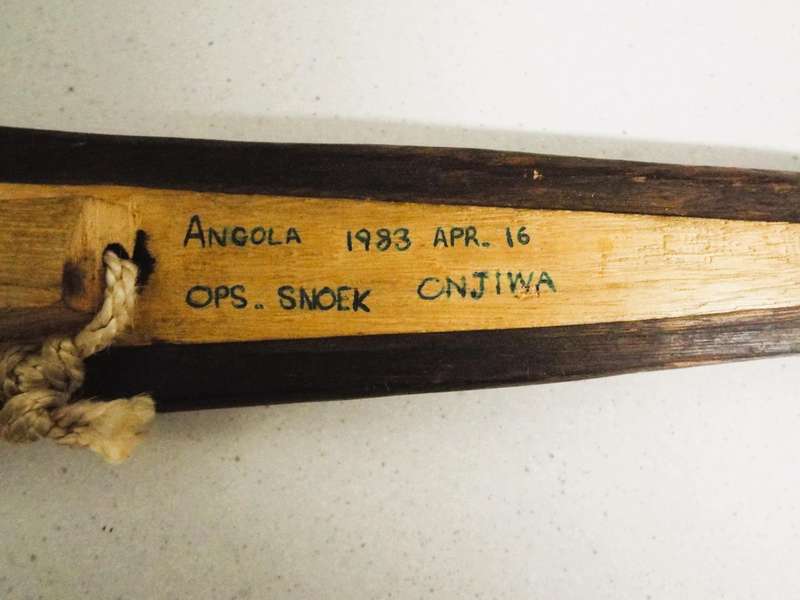 ANGOLA 1983 APR. 16
OPS.. SNOEK ONJIWA